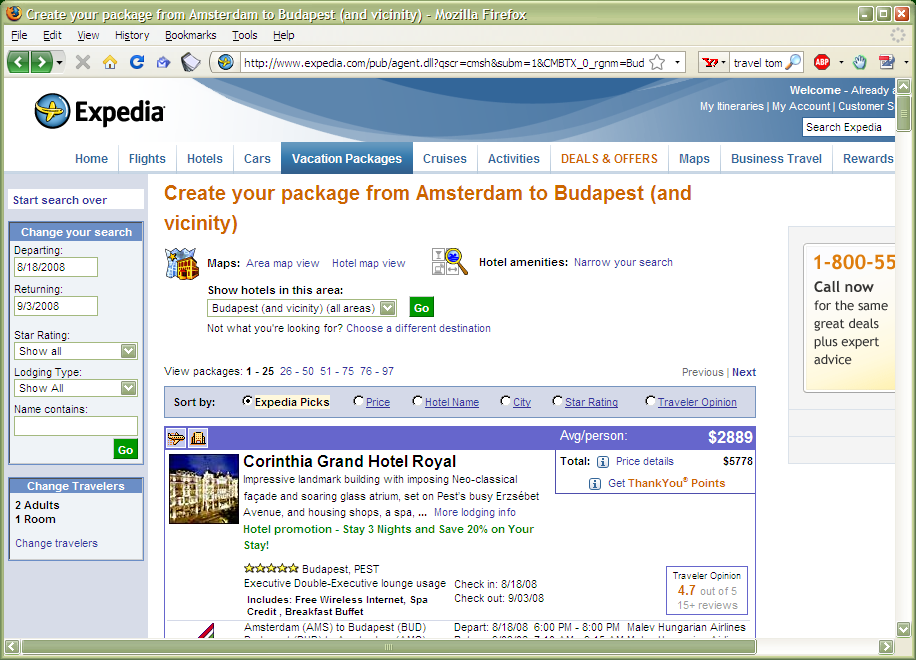 Create your package from Amsterdam to Budapest (and vicinity) - Mozilla Firefox
File Edit View History Bookmarks Tools Help
http://www.expedia.com/pub/agent.dll?qscr=cmsh&subm=1&CMBTX_0_rgnm=Bud
travel tom
ABP
Expedia
Welcome - Already a
My Itineraries | My Account | Customer S
Search Expedia
Home Flights Hotels Cars Vacation Packages Cruises Activities DEALS & OFFERS Maps Business Travel Rewards
Start search over
Change your search
Departing:
8/18/2008
Returning:
9/3/2008
Star Rating:
Show all
Lodging Type:
Show All
Name contains:
Go
Change Travelers
2 Adults
1 Room
Change travelers
Create your package from Amsterdam to Budapest (and
vicinity)
Maps: Area map view Hotel map view
Hotel amenities: Narrow your search
Show hotels in this area:
Budapest (and vicinity) (all areas) Go
Not what you're looking for? Choose a different destination
1-800-55
Call now
for the same
great deals
plus expert
advice
View packages: 1 - 25 26 - 50 51 - 75 76 - 97
Previous | Next
Sort by: Expedia Picks Price Hotel Name City Star Rating Traveler Opinion
Avg/person: $2889
Corinthia Grand Hotel Royal
Impressive landmark building with imposing Neo-classical
façade and soaring glass atrium, set on Pest's busy Erzsébet
Avenue, and housing shops, a spa, ... More lodging info
Hotel promotion - Stay 3 Nights and Save 20% on Your
Stay!
Total: Price details $5778
Get ThankYou® Points
Budapest, PEST
Executive Double-Executive lounge usage
Includes: Free Wireless Internet, Spa
Credit , Breakfast Buffet
Check in: 8/18/08
Check out: 9/03/08
Traveler Opinion
4.7 out of 5
15+ reviews
Amsterdam (AMS) to Budapest (BUD) Depart: 8/18/08 6:00 PM - 8:00 PM Malev Hungarian Airlines